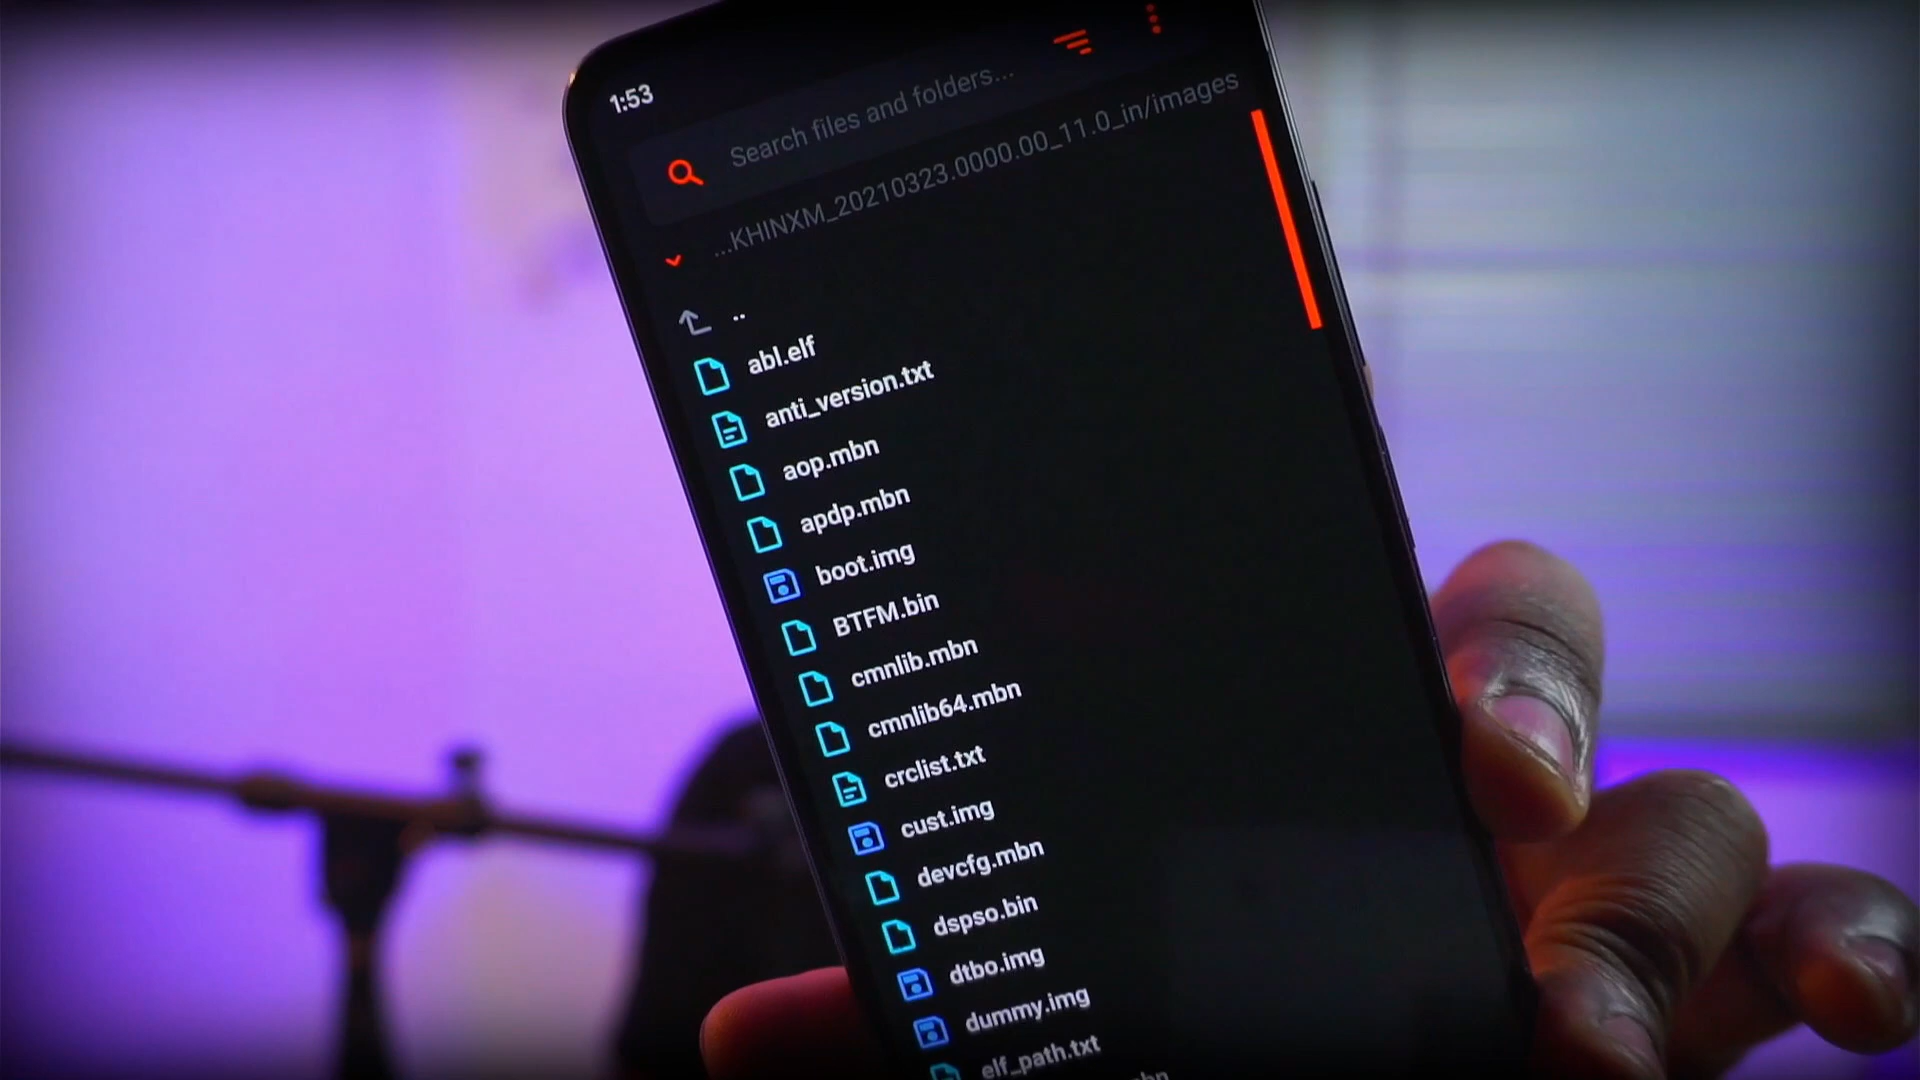 1:53
Search files and folders...
...KHINXM_20210323.0000.00_11.0_in/images
..
abl.elf
anti_version.txt
aop.mbn
apdp.mbn
boot.img
BTFM.bin
cmnlib.mbn
cmnlib64.mbn
crclist.txt
cust.img
devcfg.mbn
dspso.bin
dtbo.img
dummy.img
elf_path.txt